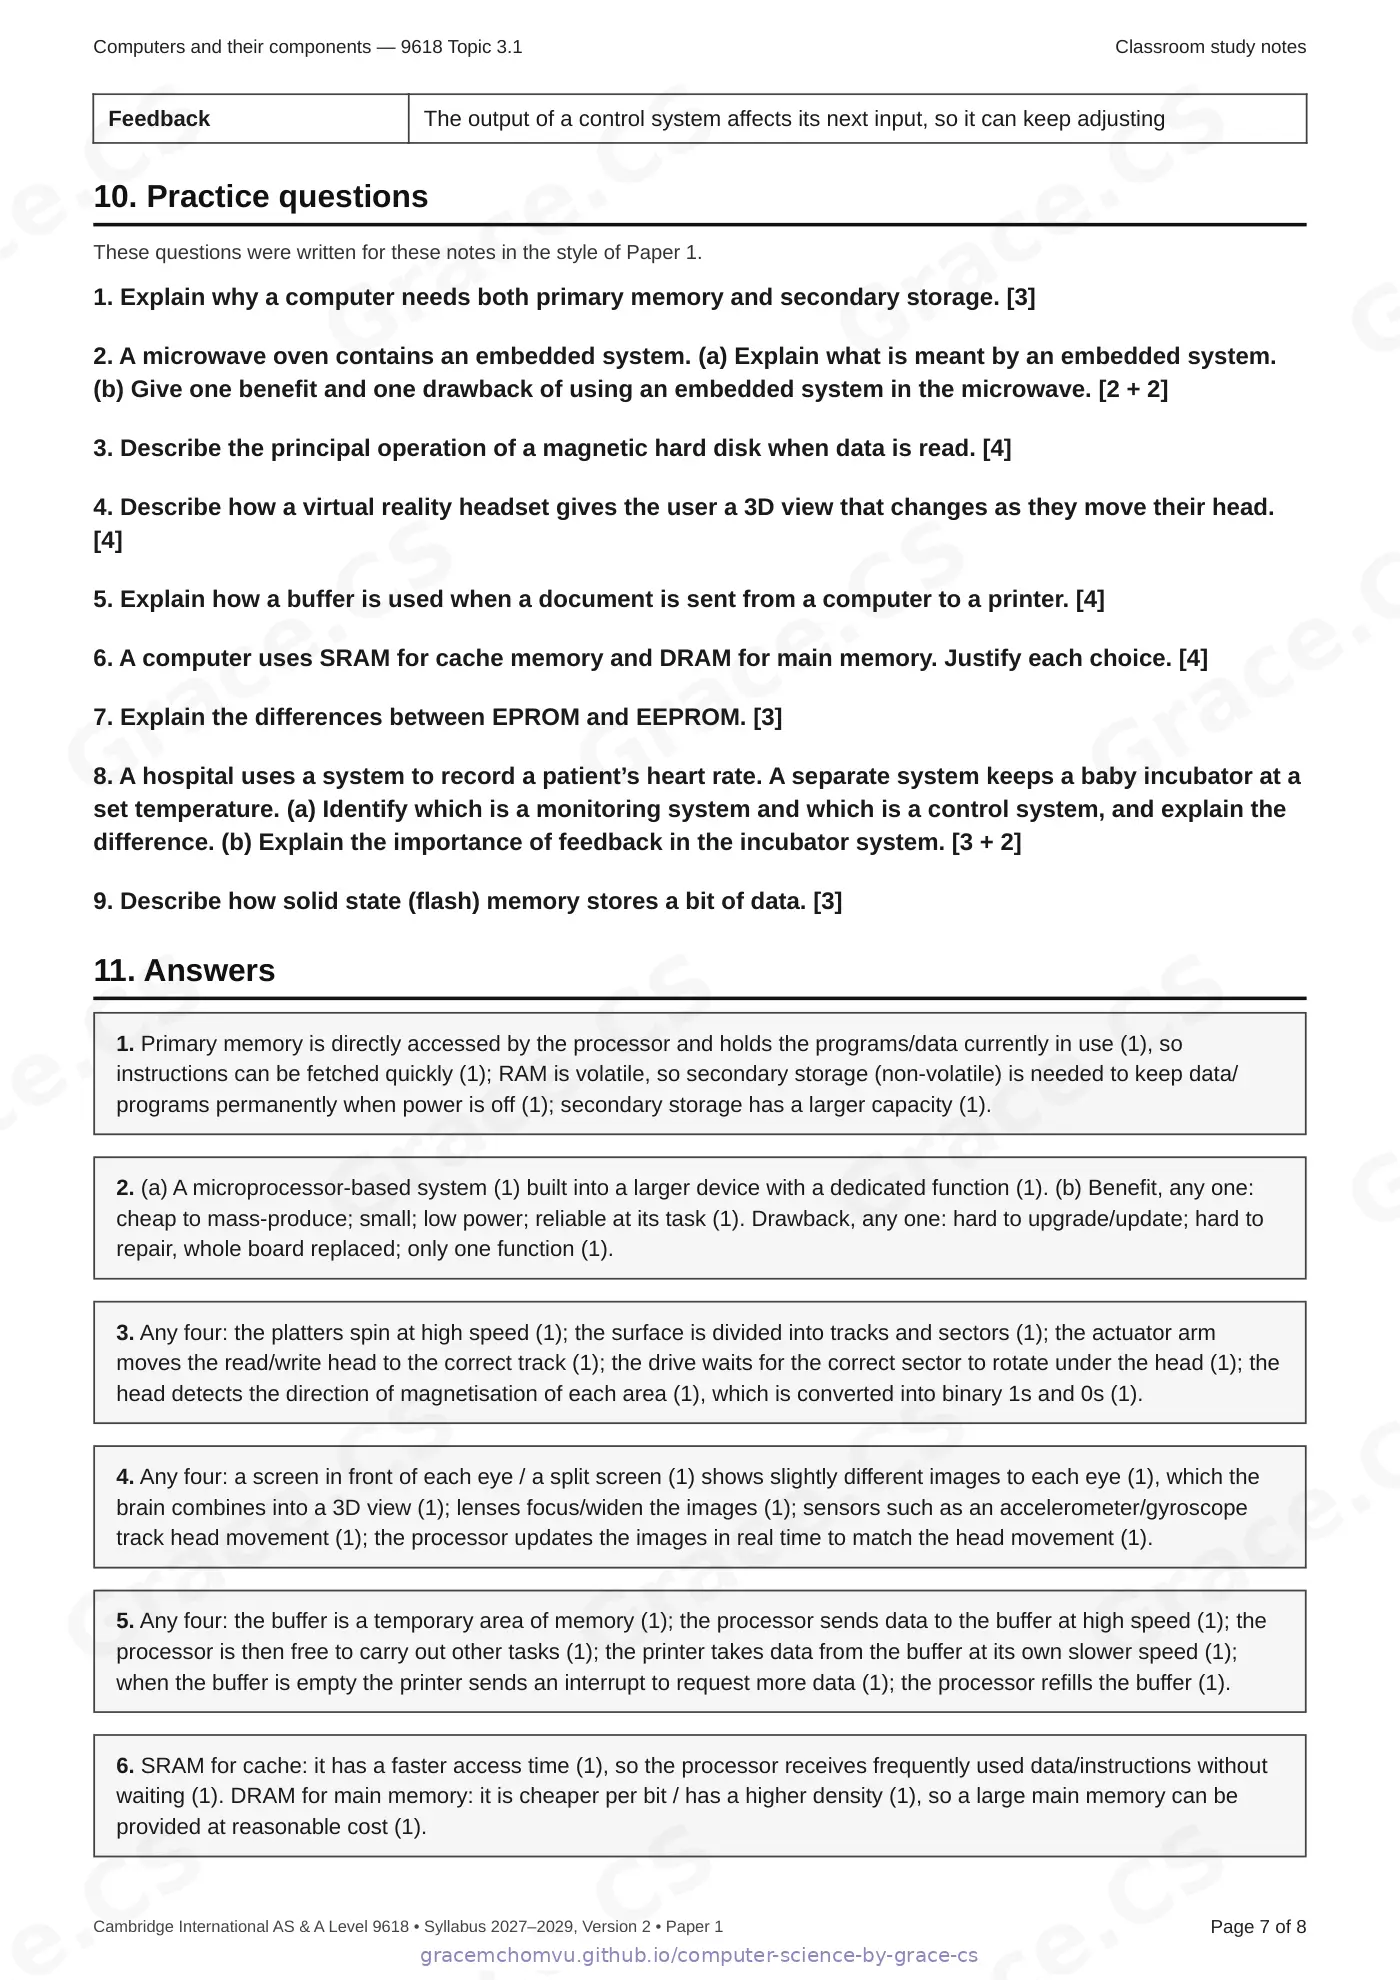 Computers and their components — 9618 Topic 3.1
Classroom study notes
Feedback
The output of a control system affects its next input, so it can keep adjusting
10. Practice questions
These questions were written for these notes in the style of Paper 1.
1. Explain why a computer needs both primary memory and secondary storage. [3]
2. A microwave oven contains an embedded system. (a) Explain what is meant by an embedded system.
(b) Give one benefit and one drawback of using an embedded system in the microwave. [2 + 2]
3. Describe the principal operation of a magnetic hard disk when data is read. [4]
4. Describe how a virtual reality headset gives the user a 3D view that changes as they move their head.
[4]
5. Explain how a buffer is used when a document is sent from a computer to a printer. [4]
6. A computer uses SRAM for cache memory and DRAM for main memory. Justify each choice. [4]
7. Explain the differences between EPROM and EEPROM. [3]
8. A hospital uses a system to record a patient’s heart rate. A separate system keeps a baby incubator at a
set temperature. (a) Identify which is a monitoring system and which is a control system, and explain the
difference. (b) Explain the importance of feedback in the incubator system. [3 + 2]
9. Describe how solid state (flash) memory stores a bit of data. [3]
11. Answers
1. Primary memory is directly accessed by the processor and holds the programs/data currently in use (1), so
instructions can be fetched quickly (1); RAM is volatile, so secondary storage (non-volatile) is needed to keep data/
programs permanently when power is off (1); secondary storage has a larger capacity (1).
2. (a) A microprocessor-based system (1) built into a larger device with a dedicated function (1). (b) Benefit, any one:
cheap to mass-produce; small; low power; reliable at its task (1). Drawback, any one: hard to upgrade/update; hard to
repair, whole board replaced; only one function (1).
3. Any four: the platters spin at high speed (1); the surface is divided into tracks and sectors (1); the actuator arm
moves the read/write head to the correct track (1); the drive waits for the correct sector to rotate under the head (1); the
head detects the direction of magnetisation of each area (1), which is converted into binary 1s and 0s (1).
4. Any four: a screen in front of each eye / a split screen (1) shows slightly different images to each eye (1), which the
brain combines into a 3D view (1); lenses focus/widen the images (1); sensors such as an accelerometer/gyroscope
track head movement (1); the processor updates the images in real time to match the head movement (1).
5. Any four: the buffer is a temporary area of memory (1); the processor sends data to the buffer at high speed (1); the
processor is then free to carry out other tasks (1); the printer takes data from the buffer at its own slower speed (1);
when the buffer is empty the printer sends an interrupt to request more data (1); the processor refills the buffer (1).
6. SRAM for cache: it has a faster access time (1), so the processor receives frequently used data/instructions without
waiting (1). DRAM for main memory: it is cheaper per bit / has a higher density (1), so a large main memory can be
provided at reasonable cost (1).
Cambridge International AS & A Level 9618 • Syllabus 2027–2029, Version 2 • Paper 1
Page 7 of 8
gracemchomvu.github.io/computer-science-by-grace-cs
Grace.CS